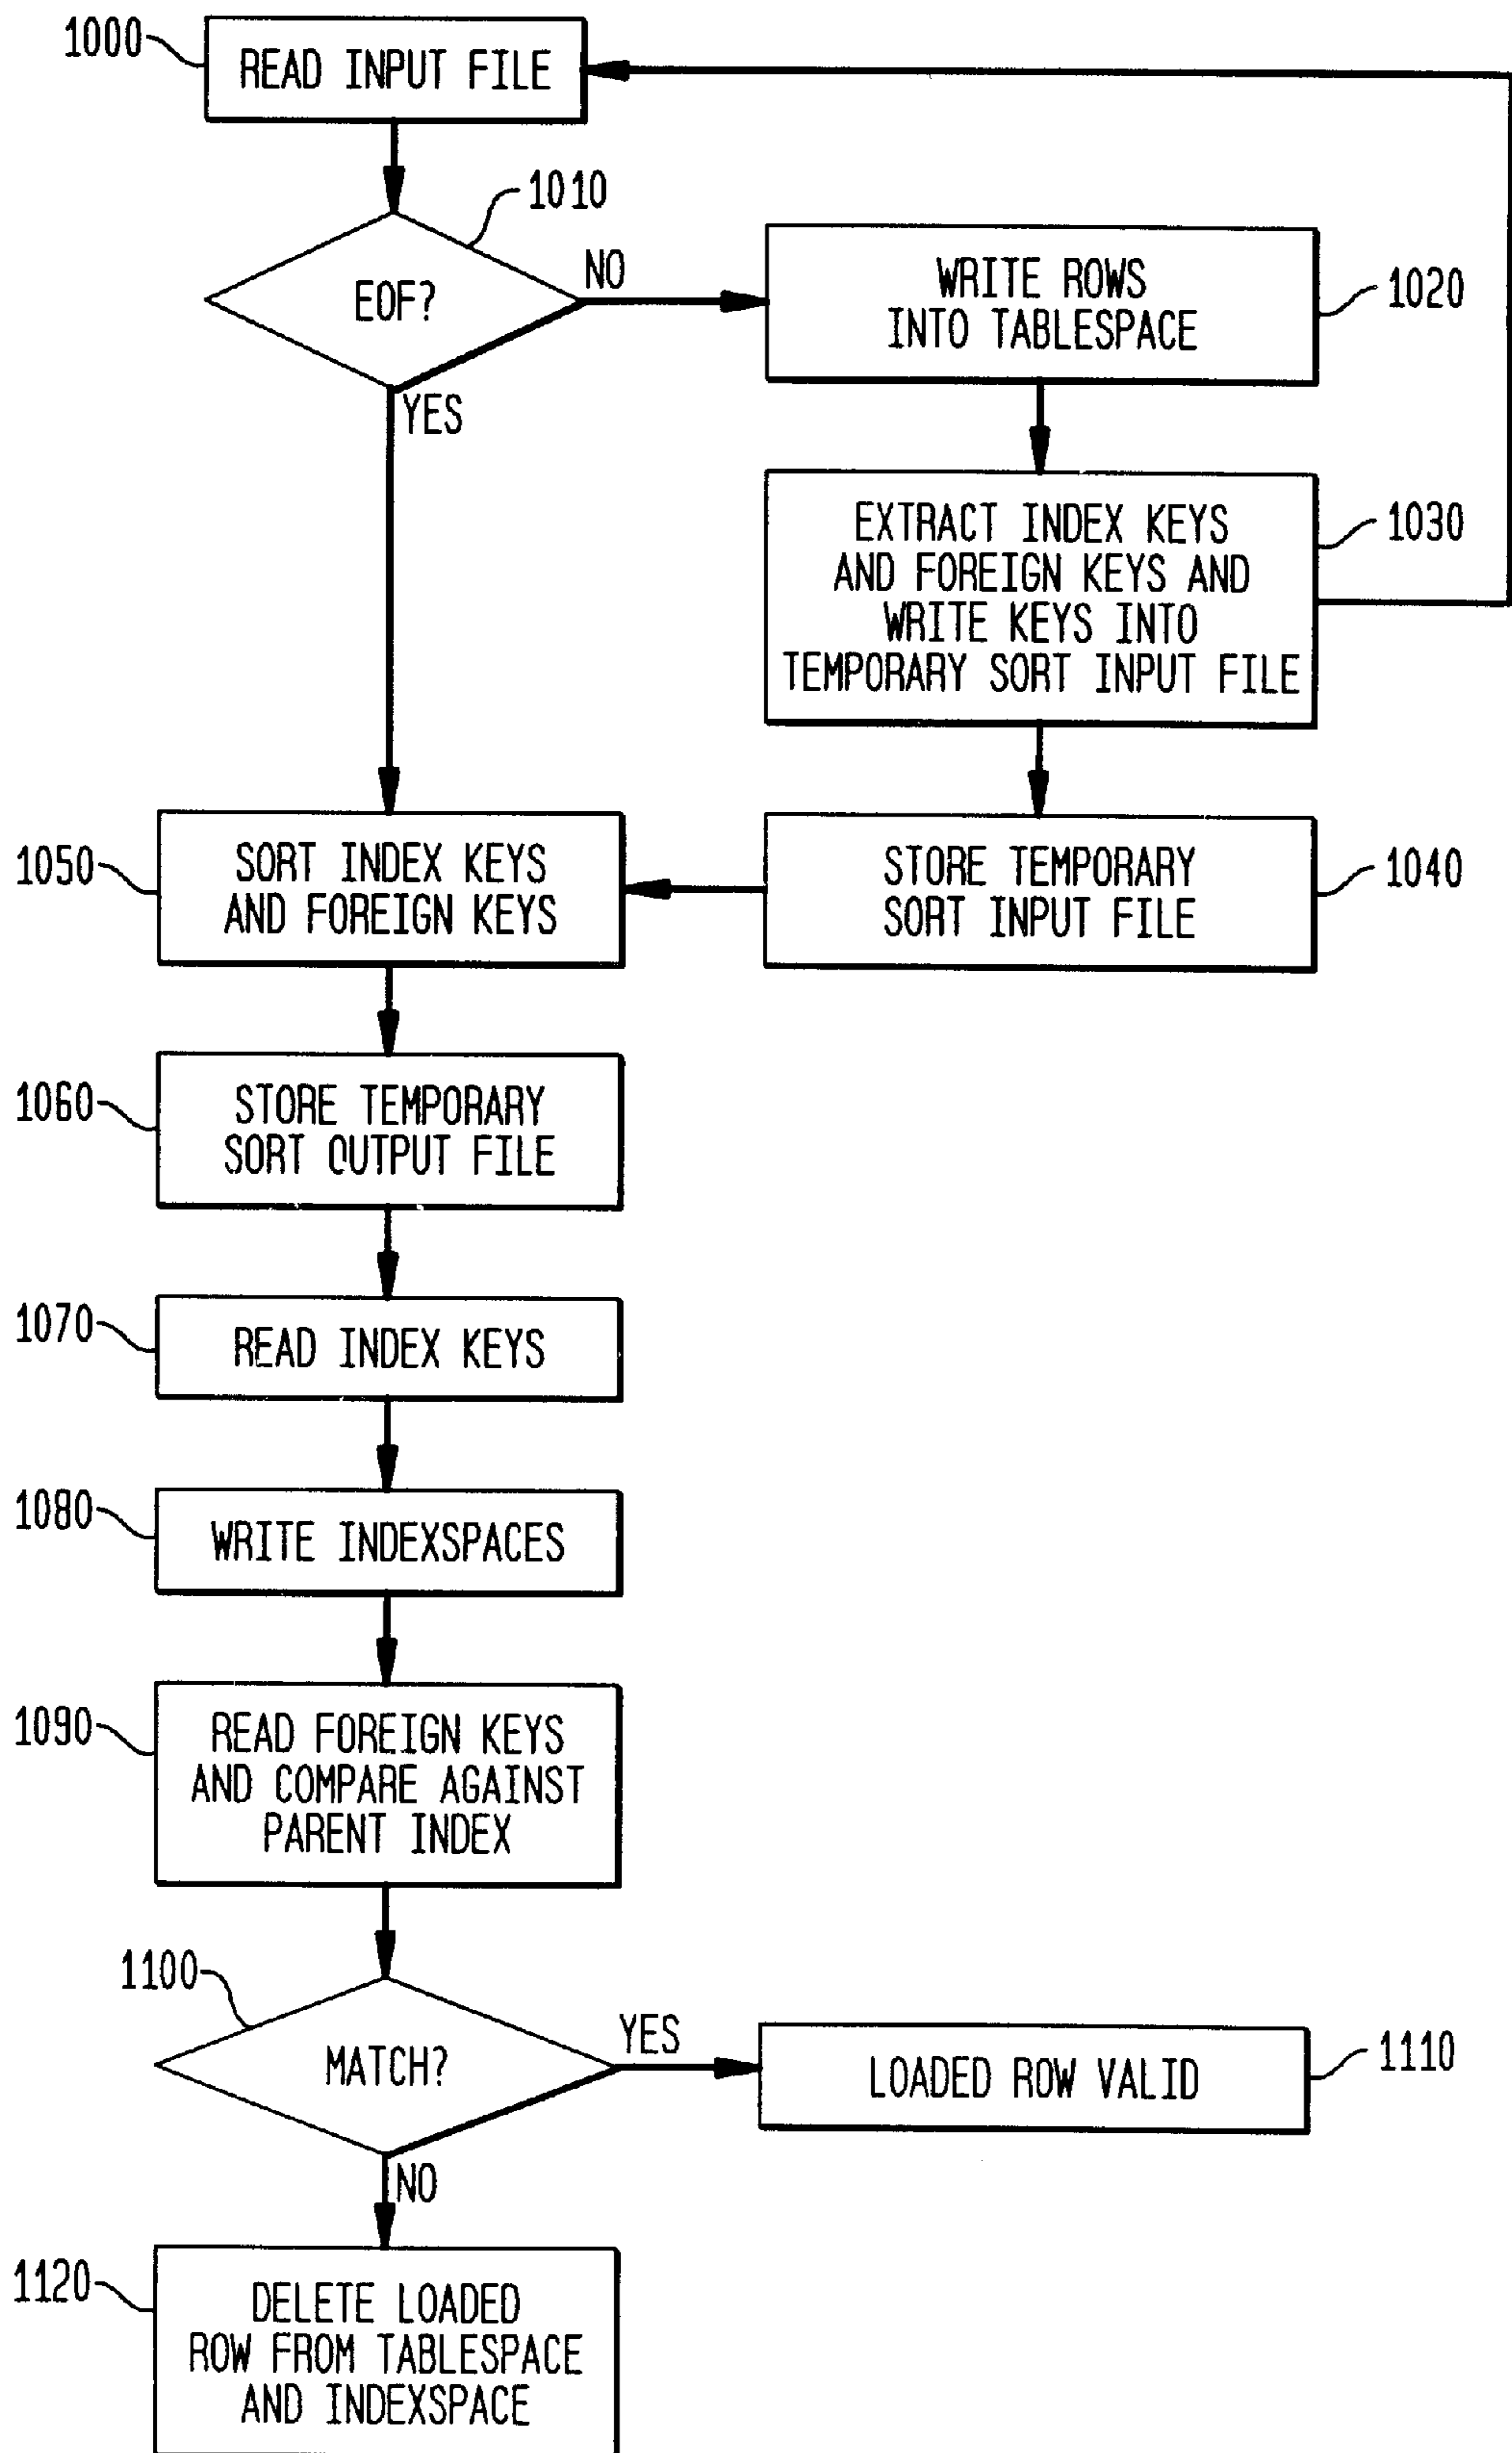 1000
READ INPUT FILE
1010
EOF?
NO
YES
WRITE ROWS
INTO TABLESPACE
1020
EXTRACT INDEX KEYS
AND FOREIGN KEYS AND
WRITE KEYS INTO
TEMPORARY SORT INPUT FILE
1030
STORE TEMPORARY
SORT INPUT FILE
1040
1050
SORT INDEX KEYS
AND FOREIGN KEYS
1060
STORE TEMPORARY
SORT OUTPUT FILE
1070
READ INDEX KEYS
1080
WRITE INDEXSPACES
1090
READ FOREIGN KEYS
AND COMPARE AGAINST
PARENT INDEX
1100
MATCH?
YES
LOADED ROW VALID
1110
NO
1120
DELETE LOADED
ROW FROM TABLESPACE
AND INDEXSPACE